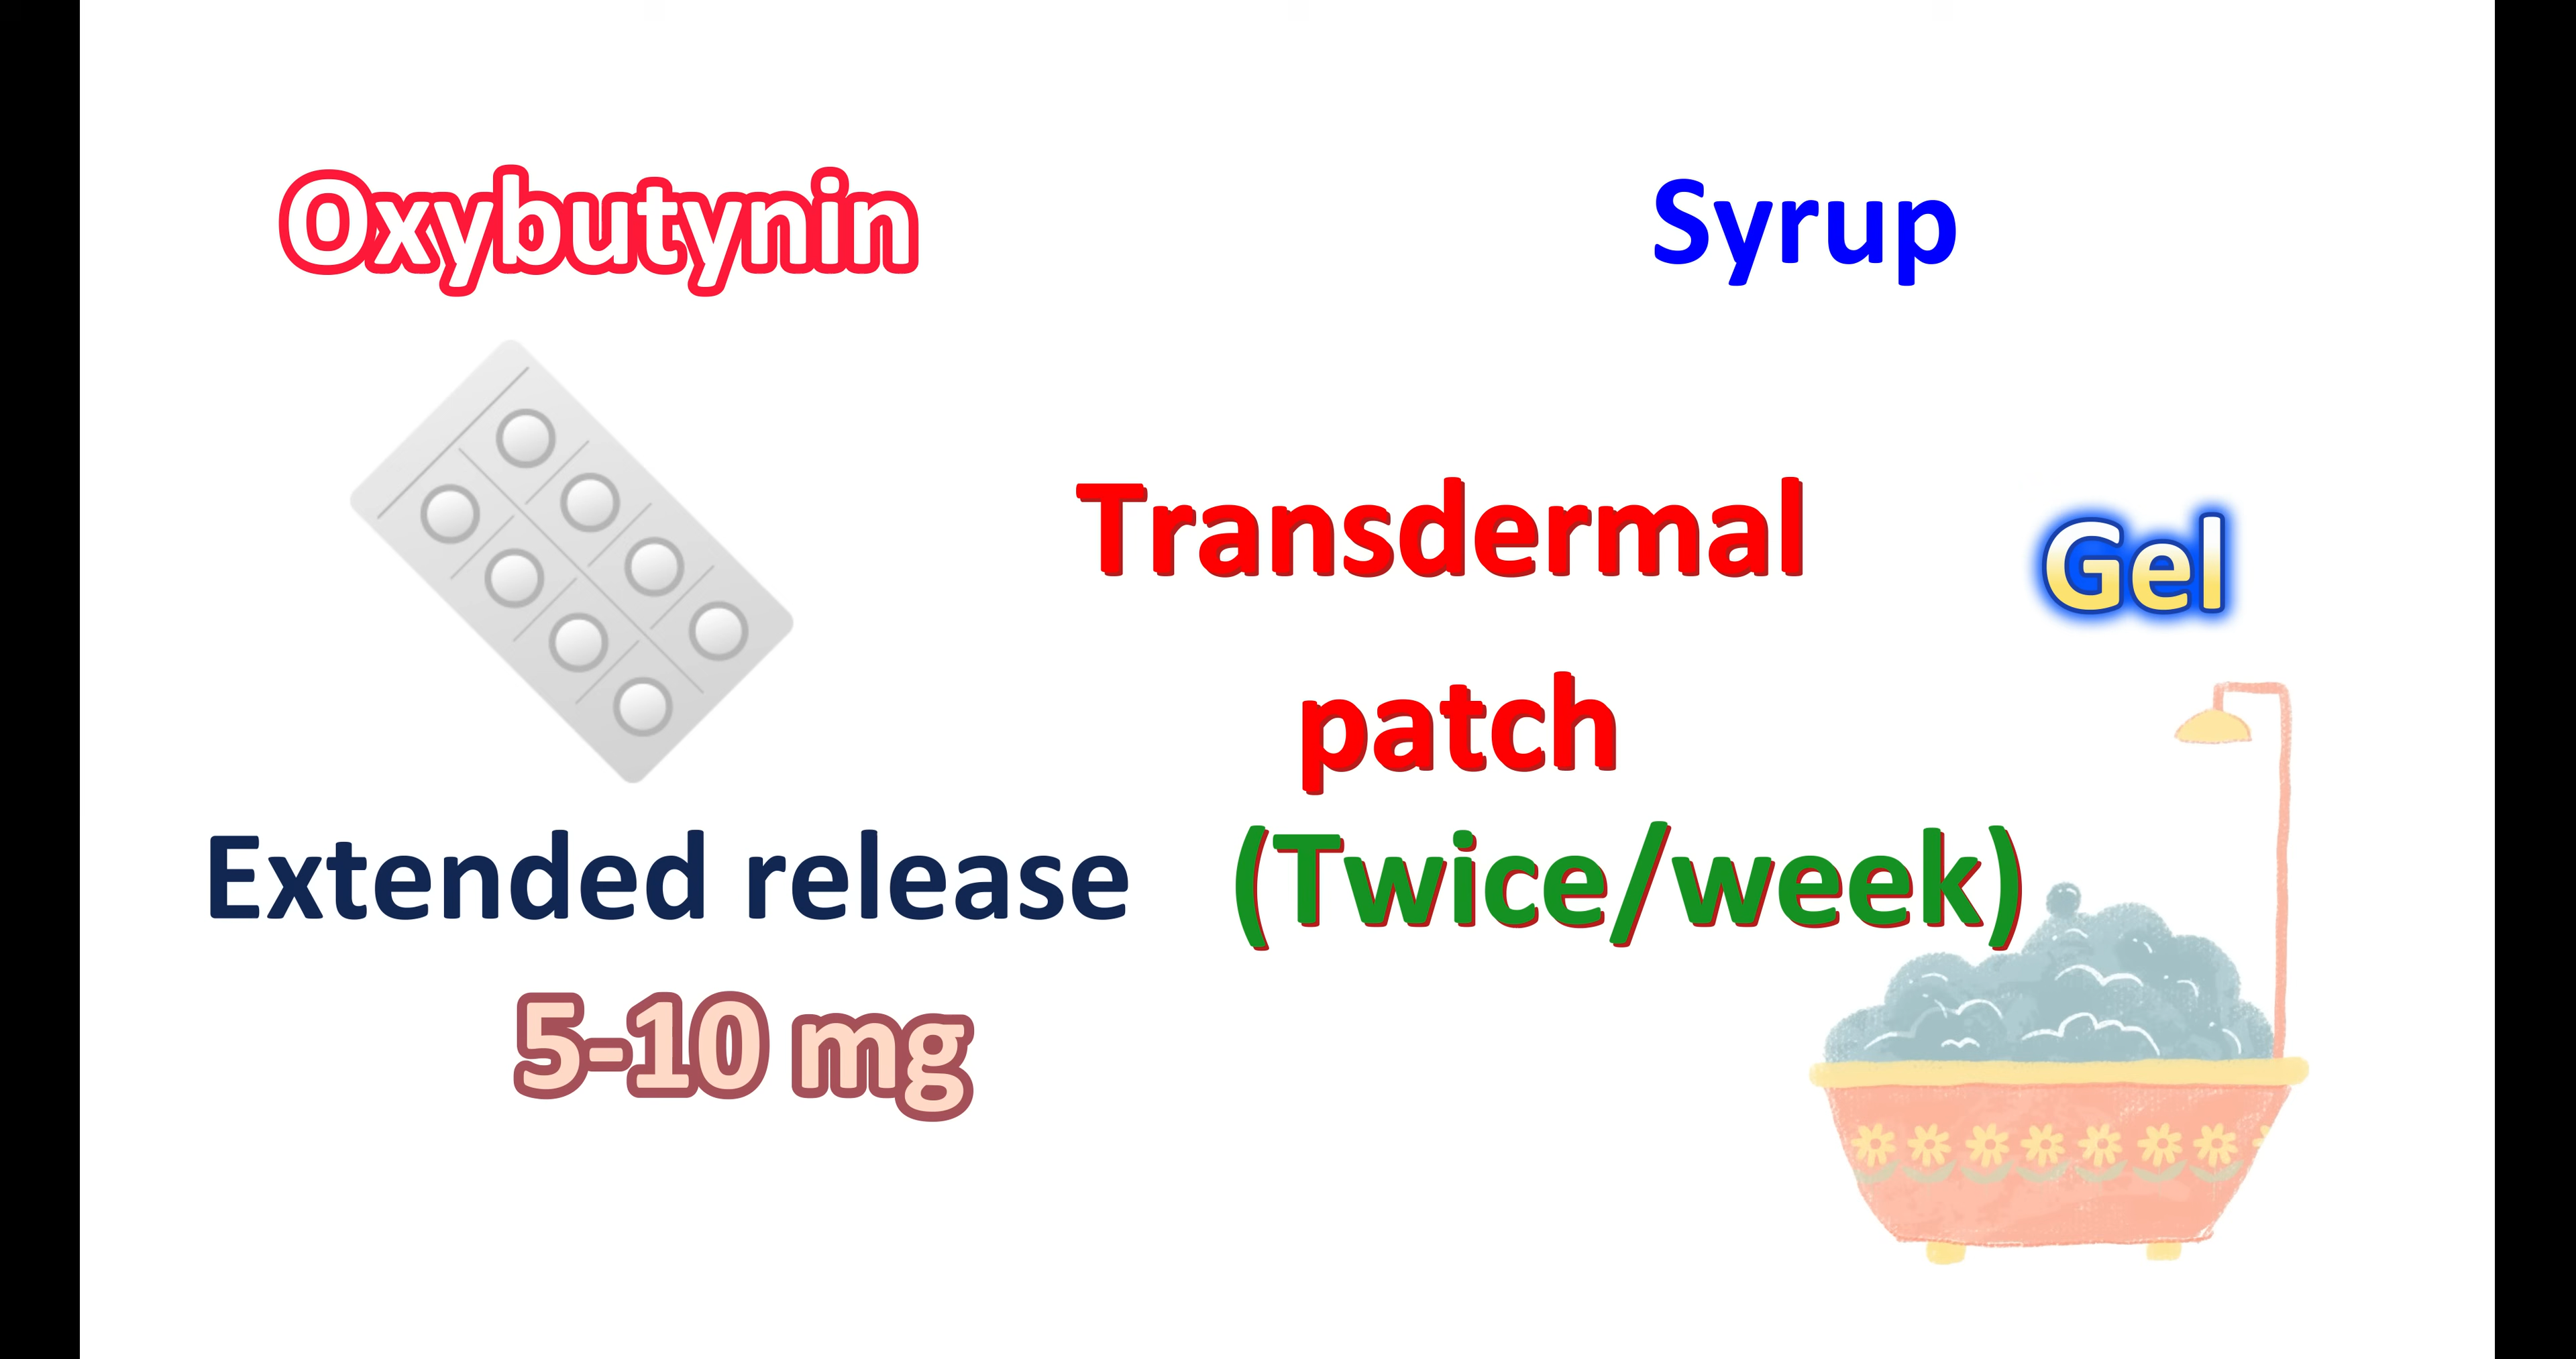 Oxybutynin
Syrup
Transdermal
patch
(Twice/week)
Gel
Extended release
5-10 mg